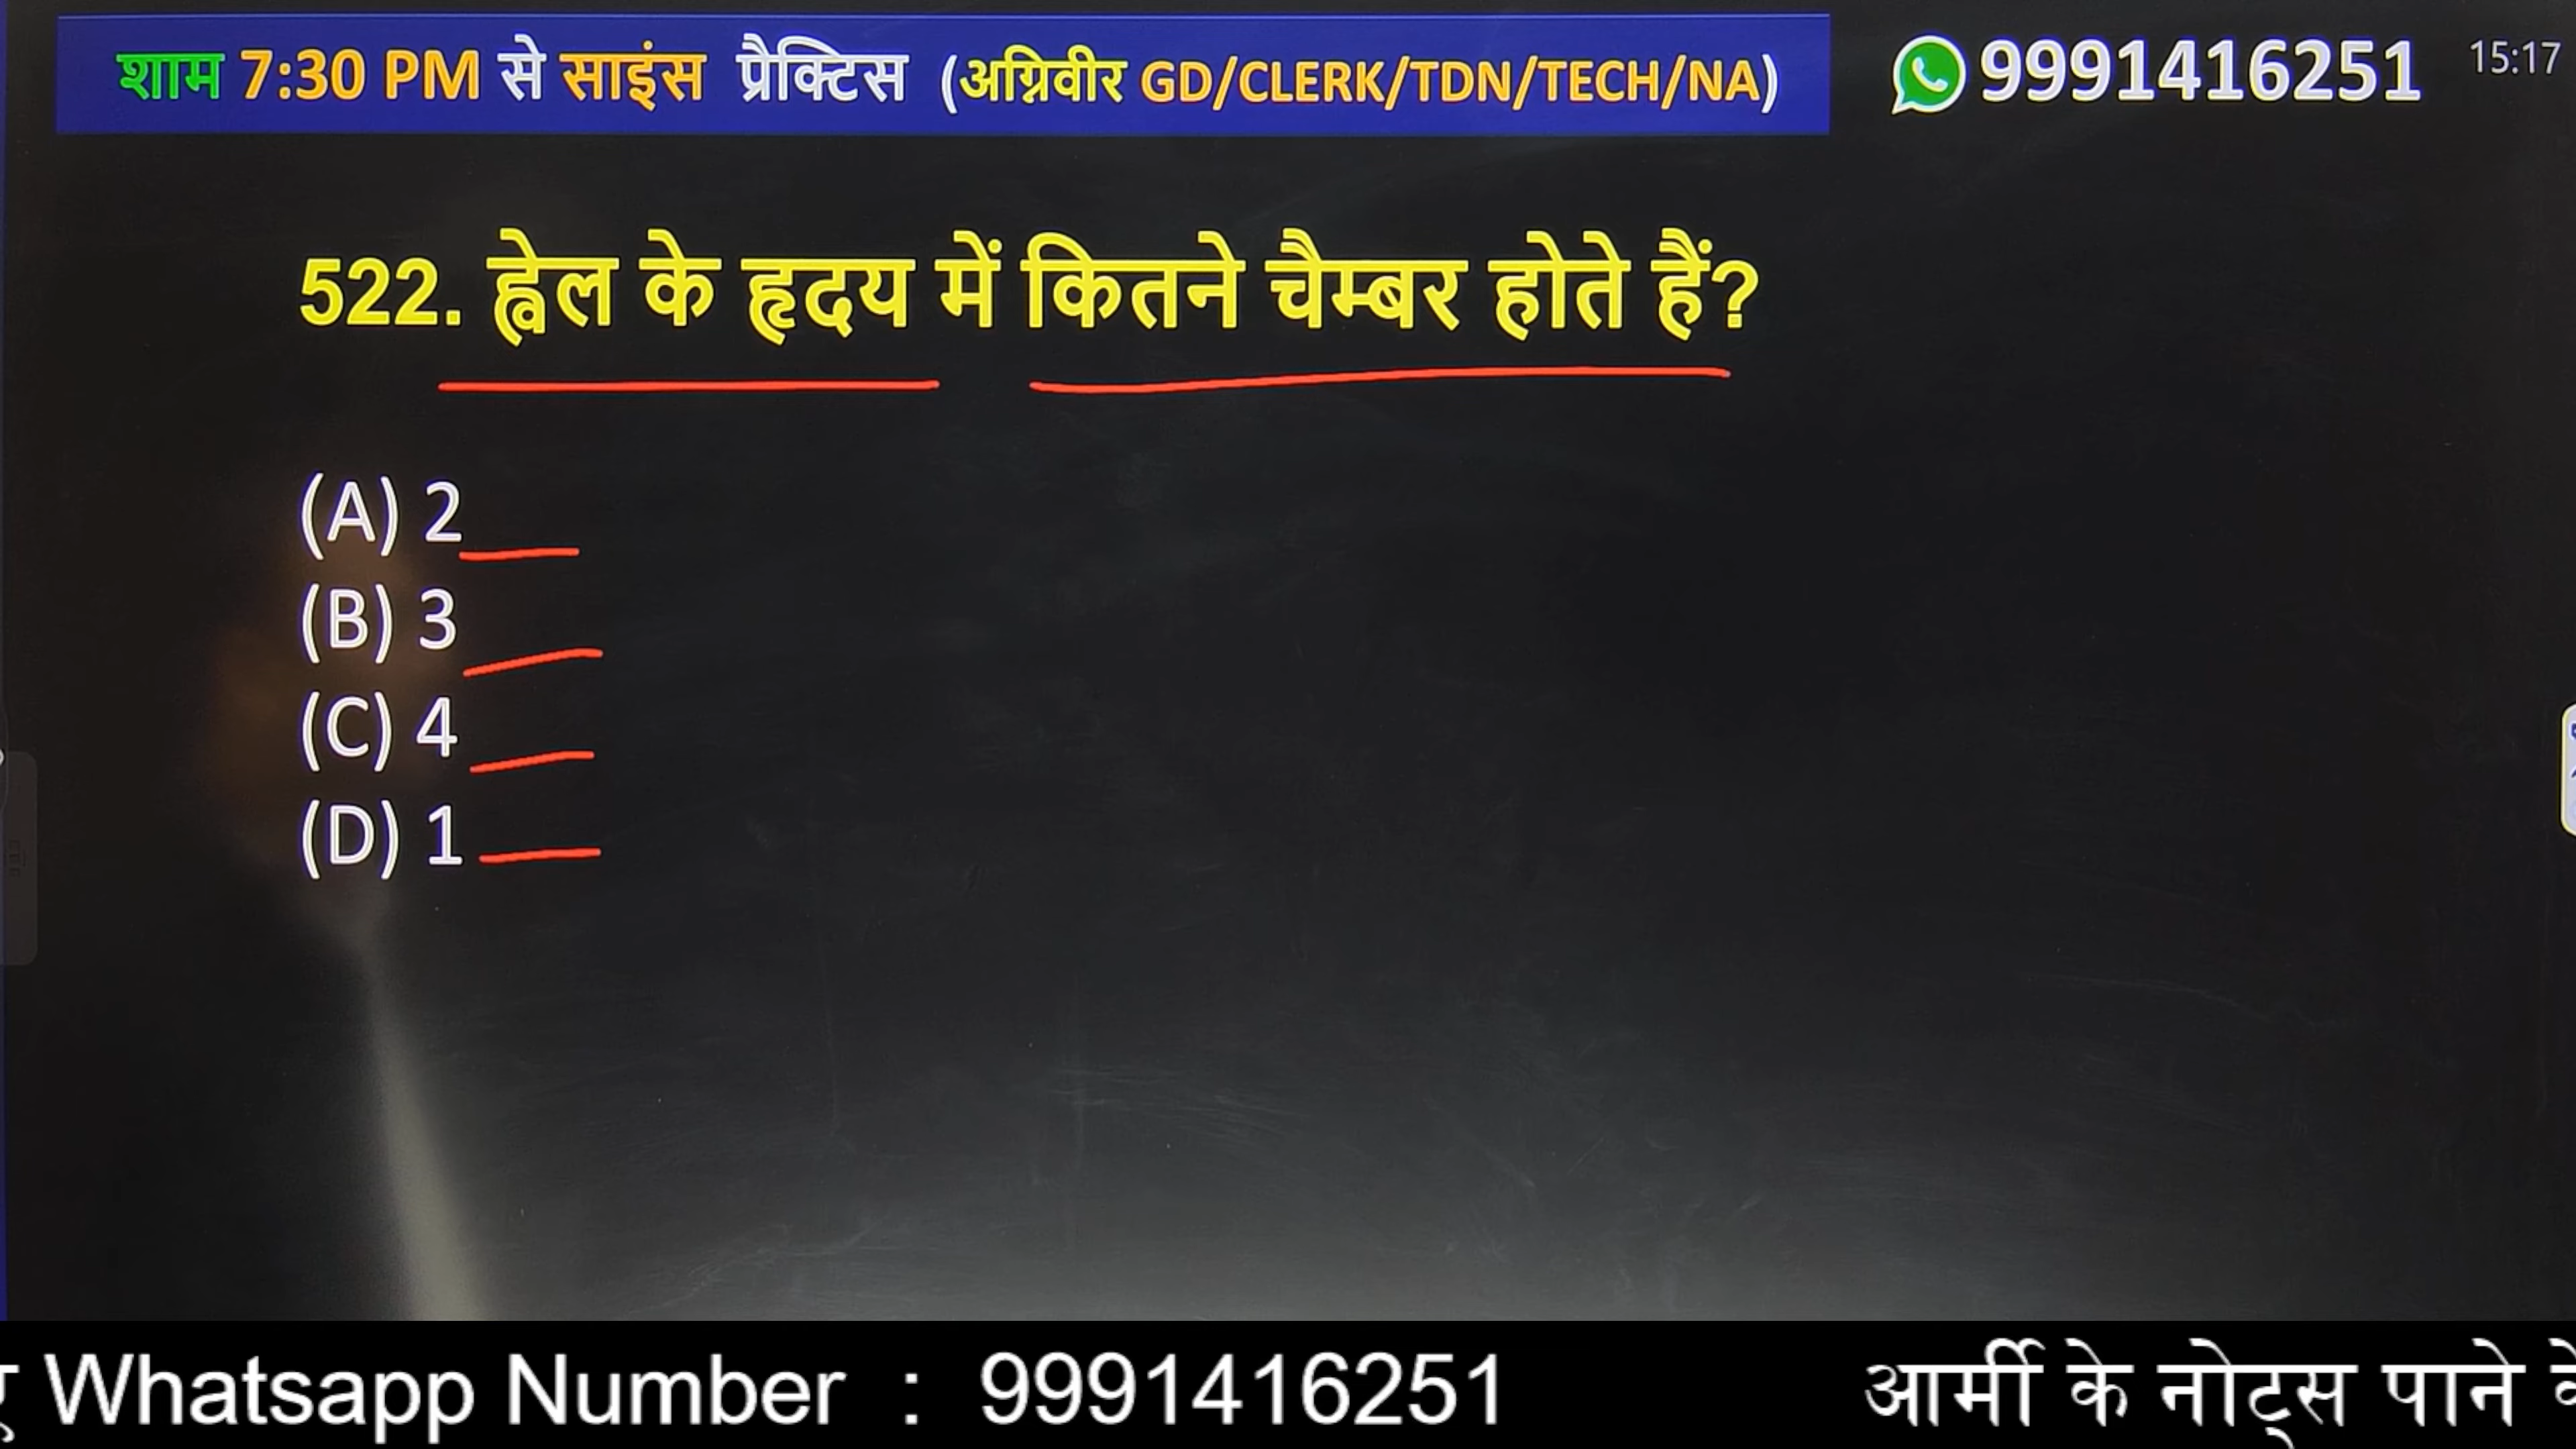 शाम 7:30 PM से साइंस प्रैक्टिस (अग्निवीर GD/CLERK/TDN/TECH/NA)
9991416251
15:17
522. ह्वेल के हृदय में कितने चैम्बर होते हैं?
(A) 2
(B) 3
(C) 4
(D) 1
Whatsapp Number : 9991416251 आर्मी के नोट्स पाने